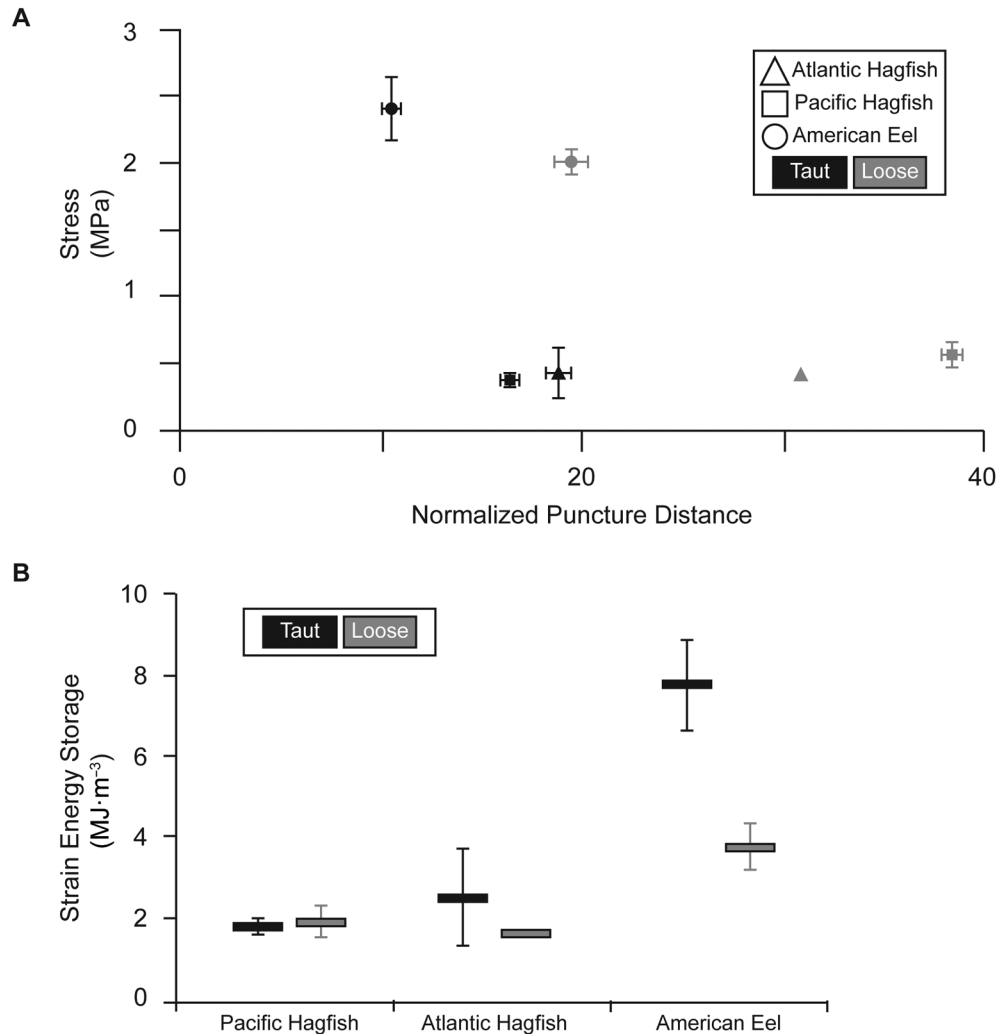 A
3
2
1
0
Stress
(MPa)
Atlantic Hagfish
Pacific Hagfish
American Eel
Taut Loose
0 20 40
Normalized Puncture Distance
B
10
8
6
4
2
0
Strain Energy Storage
(MJ·m⁻³)
Taut Loose
Pacific Hagfish Atlantic Hagfish American Eel